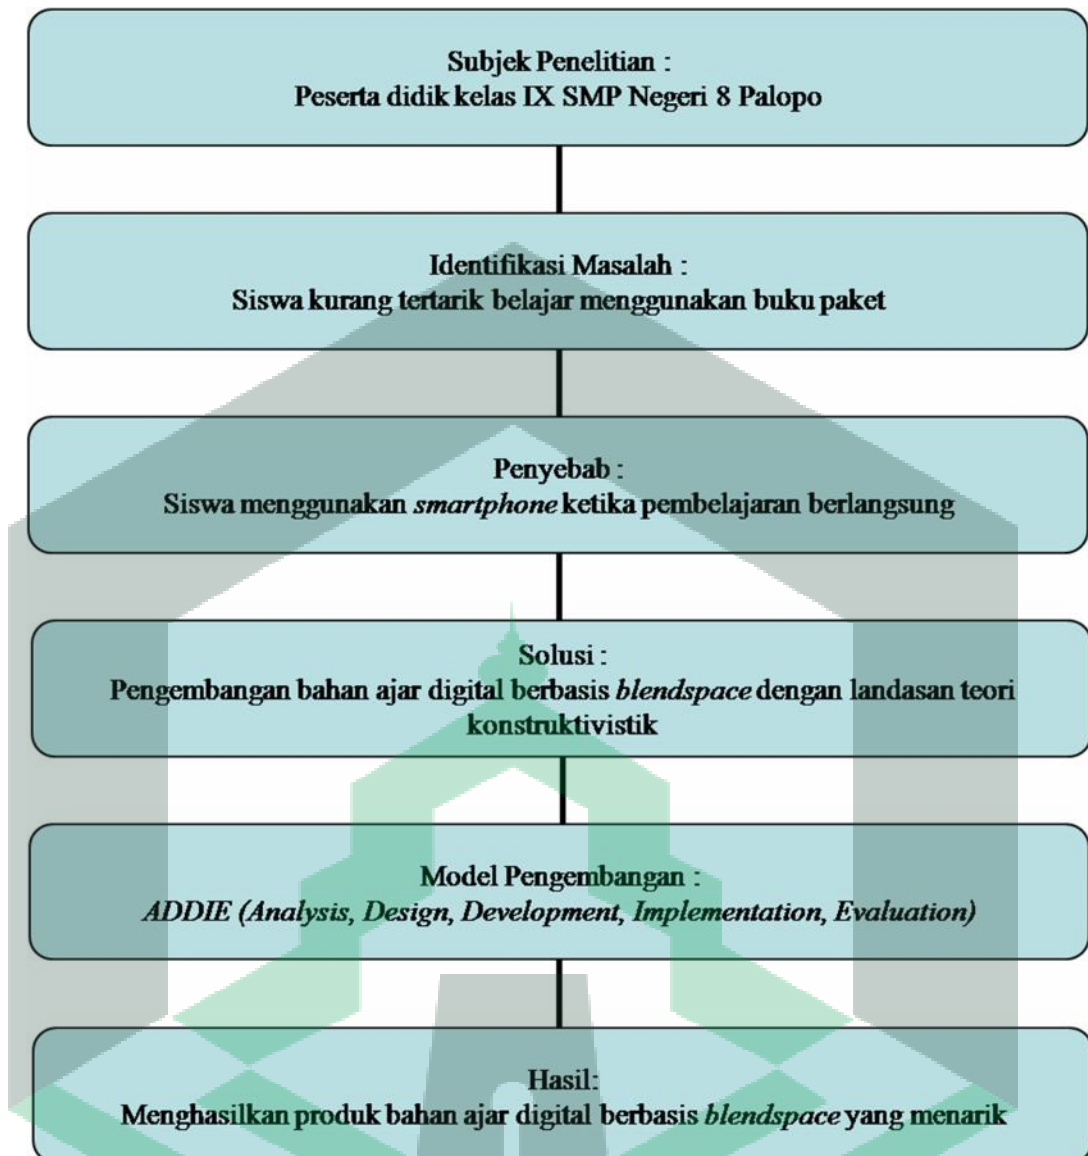 Subjek Penelitian :
Peserta didik kelas IX SMP Negeri 8 Palopo
Identifikasi Masalah :
Siswa kurang tertarik belajar menggunakan buku paket
Penyebab :
Siswa menggunakan smartphone ketika pembelajaran berlangsung
Solusi :
Pengembangan bahan ajar digital berbasis blendspace dengan landasan teori
konstruktivistik
Model Pengembangan :
ADDIE (Analysis, Design, Development, Implementation, Evaluation)
Hasil:
Menghasilkan produk bahan ajar digital berbasis blendspace yang menarik